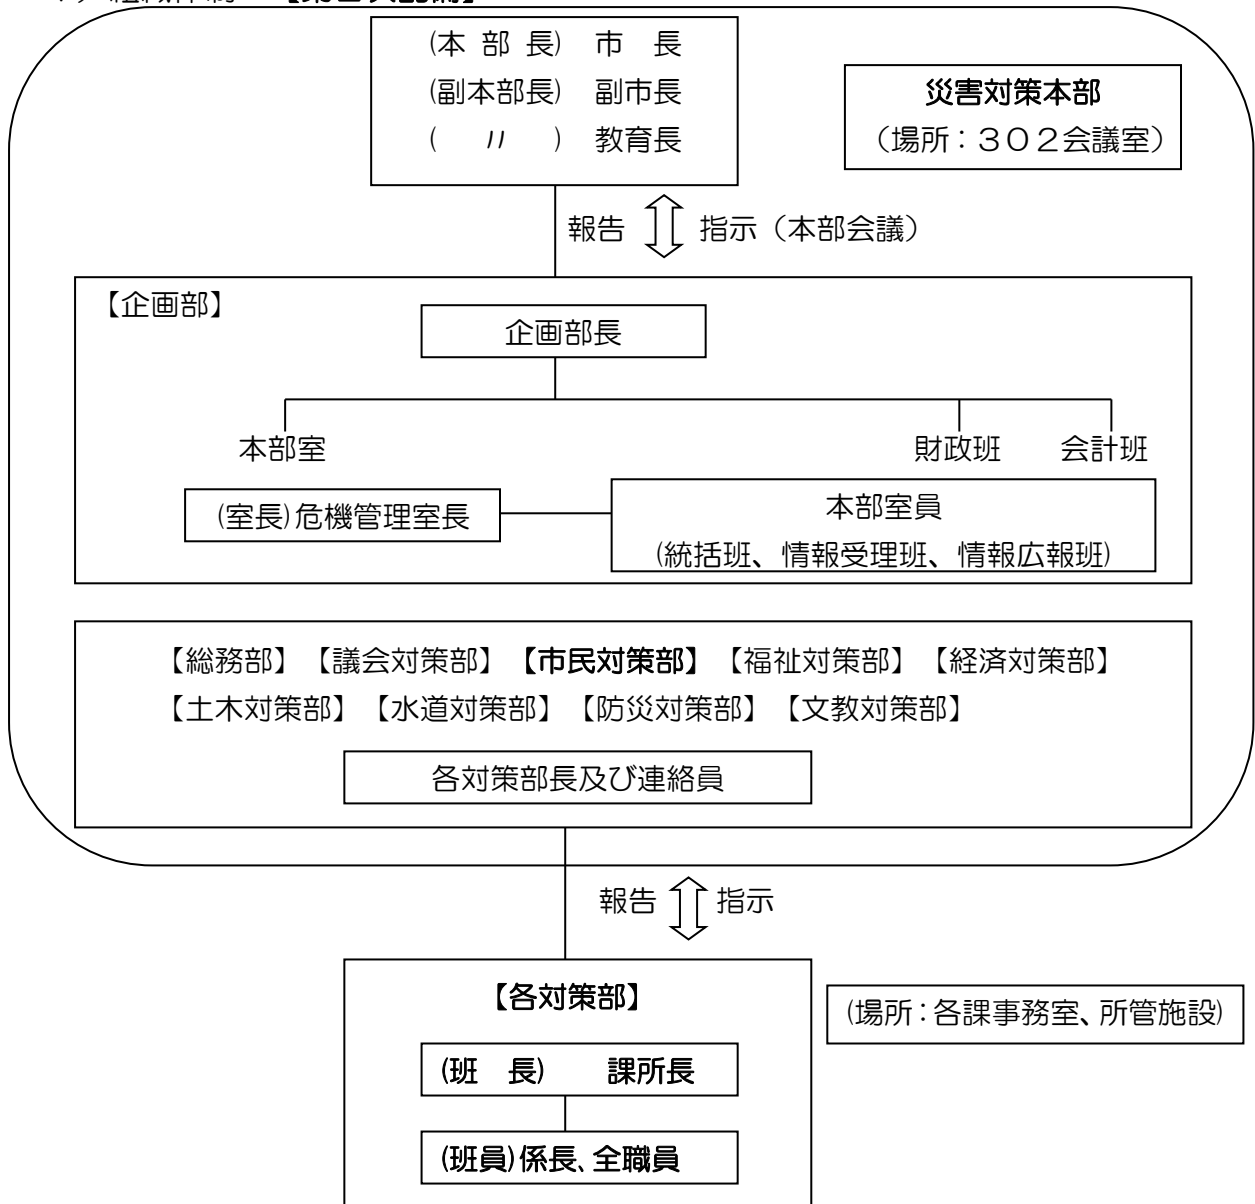 (本 部 長) 市 長
(副本部長) 副市長
( 〃 ) 教育長
災害対策本部
(場所:302会議室)
報告 指示(本部会議)
【企画部】
企画部長
本部室 財政班 会計班
(室長)危機管理室長
本部室員
(統括班、情報受理班、情報広報班)
【総務部】【議会対策部】【市民対策部】【福祉対策部】【経済対策部】
【土木対策部】【水道対策部】【防災対策部】【文教対策部】
各対策部長及び連絡員
報告 指示
【各対策部】
(場所:各課事務室、所管施設)
(班 長) 課所長
(班員)係長、全職員